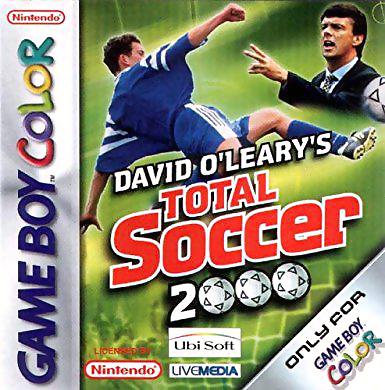 Nintendo
GAME BOY COLOR
TM
DAVID O'LEARY'S
TOTAL
Soccer
2000
LICENSED BY
Nintendo
Ubi Soft
LIVEMEDIA
ONLY FOR
GAME BOY
COLOR